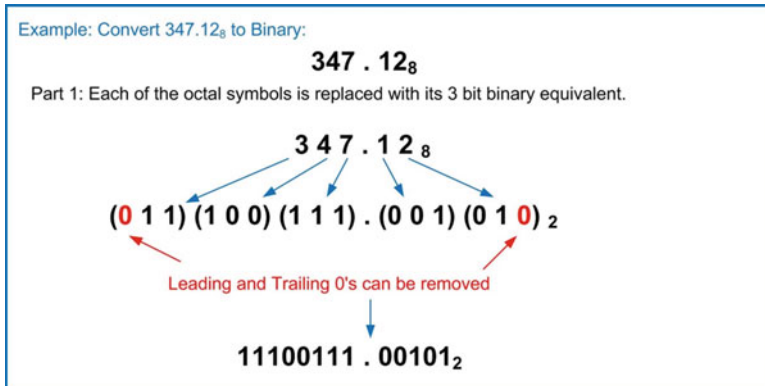 Example: Convert 347.12₈ to Binary:
347 . 12₈
Part 1: Each of the octal symbols is replaced with its 3 bit binary equivalent.
3 4 7 . 1 2 ₈
(0 1 1) (1 0 0) (1 1 1) . (0 0 1) (0 1 0) ₂
Leading and Trailing 0's can be removed
11100111 . 00101₂